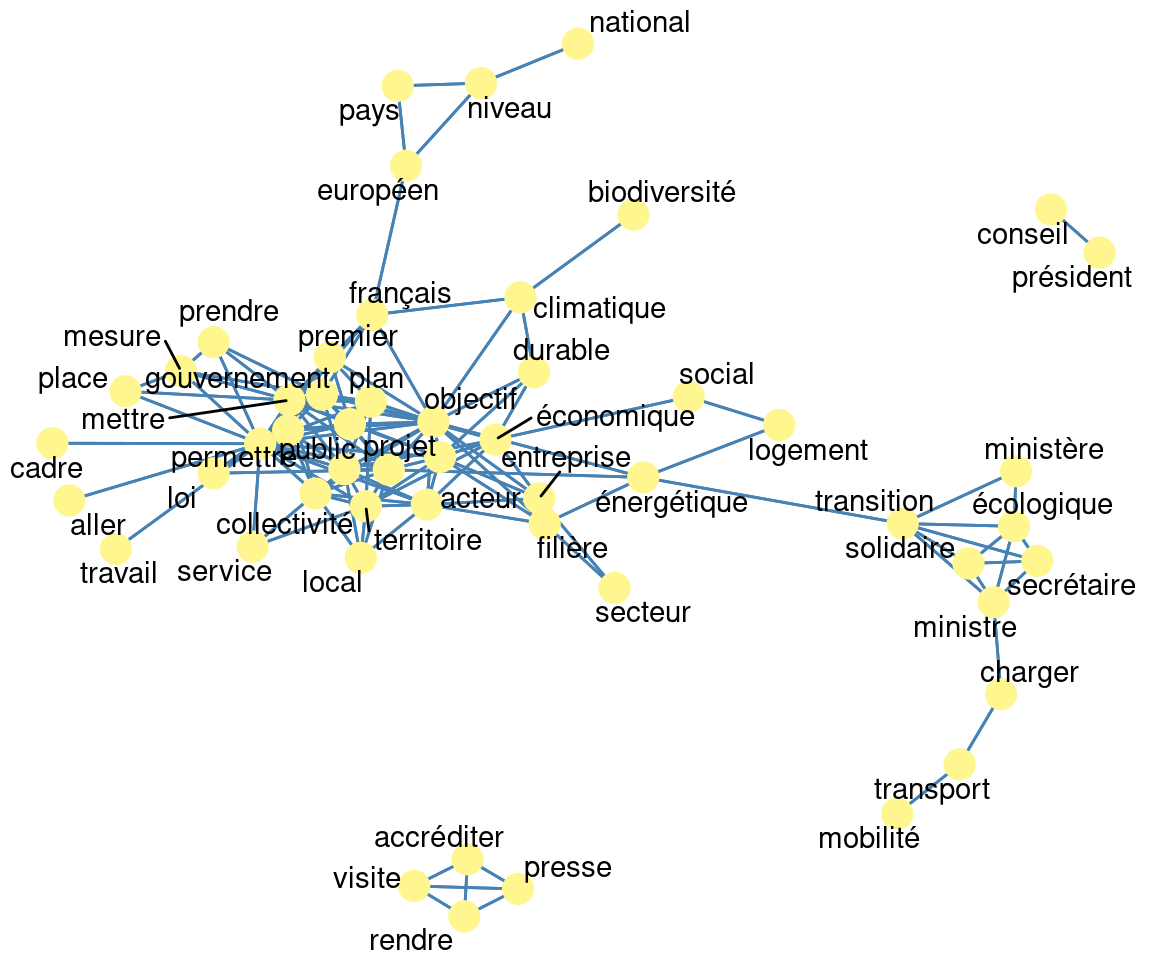 national
pays
niveau
européen
biodiversité
conseil
président
français
climatique
prendre
mesure
premier
durable
place
gouvernement
plan
social
mettre
objectif
économique
cadre
permettre
public
projet
entreprise
logement
ministère
loi
acteur
énergétique
transition
écologique
aller
collectivité
territoire
filière
solidaire
travail
service
local
secrétaire
secteur
ministre
charger
transport
mobilité
accréditer
visite
presse
rendre